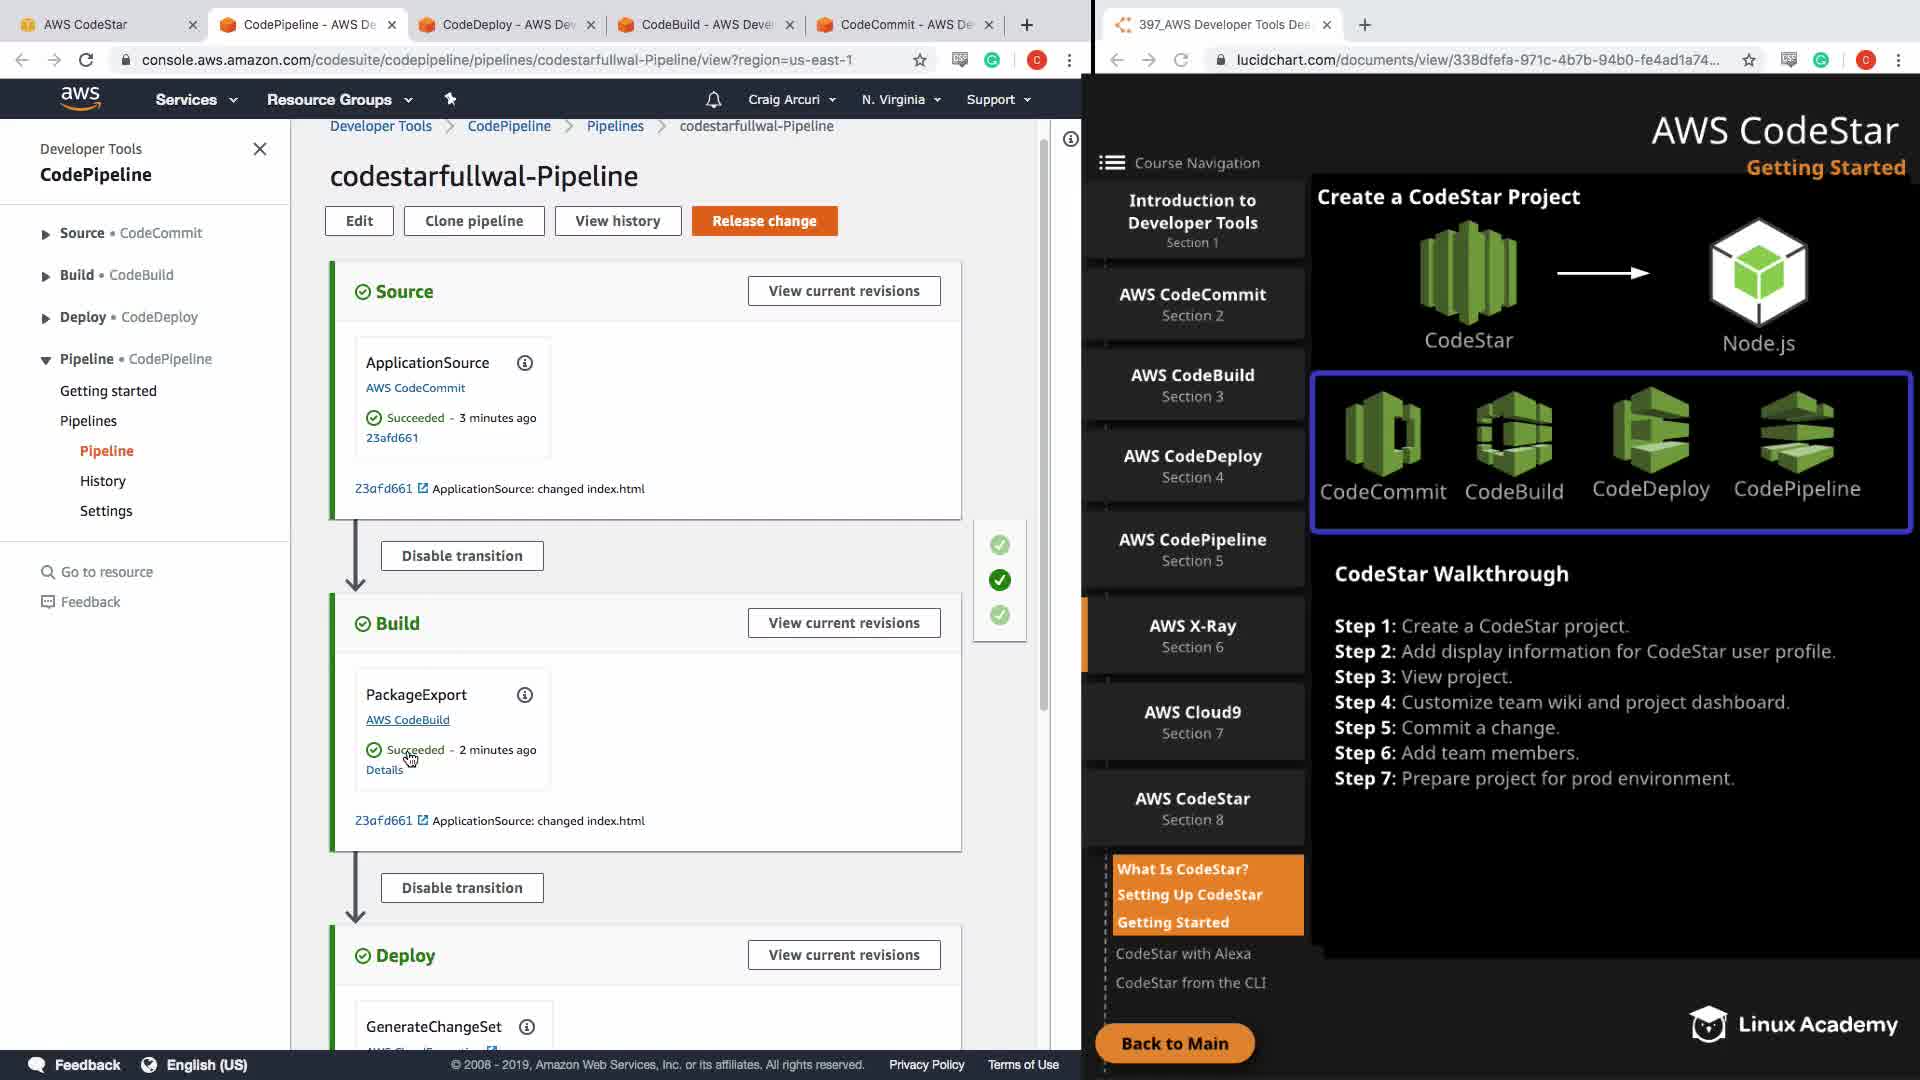 AWS CodeStar
CodePipeline - AWS De
CodeDeploy - AWS Dev
CodeBuild - AWS Devel
CodeCommit - AWS De
397_AWS Developer Tools Dee
console.aws.amazon.com/codesuite/codepipeline/pipelines/codestarfullwal-Pipeline/view?region=us-east-1
lucidchart.com/documents/view/338dfefa-971c-4b7b-94b0-fe4ad1a74...
aws
Services
Resource Groups
Craig Arcuri
N. Virginia
Support
Developer Tools
CodePipeline
Source • CodeCommit
Build • CodeBuild
Deploy • CodeDeploy
Pipeline • CodePipeline
Getting started
Pipelines
Pipeline
History
Settings
Go to resource
Feedback
Developer Tools
CodePipeline
Pipelines
codestarfullwal-Pipeline
codestarfullwal-Pipeline
Edit
Clone pipeline
View history
Release change
Source
View current revisions
ApplicationSource
AWS CodeCommit
Succeeded - 3 minutes ago
23afd661
23afd661 ApplicationSource: changed index.html
Disable transition
Build
View current revisions
PackageExport
AWS CodeBuild
Succeeded - 2 minutes ago
Details
23afd661 ApplicationSource: changed index.html
Disable transition
Deploy
View current revisions
GenerateChangeSet
Feedback
English (US)
© 2008 - 2019, Amazon Web Services, Inc. or its affiliates. All rights reserved.
Privacy Policy
Terms of Use
AWS CodeStar
Getting Started
Course Navigation
Introduction to
Developer Tools
Section 1
AWS CodeCommit
Section 2
AWS CodeBuild
Section 3
AWS CodeDeploy
Section 4
AWS CodePipeline
Section 5
AWS X-Ray
Section 6
AWS Cloud9
Section 7
AWS CodeStar
Section 8
What Is CodeStar?
Setting Up CodeStar
Getting Started
CodeStar with Alexa
CodeStar from the CLI
Back to Main
Create a CodeStar Project
CodeStar
Node.js
CodeCommit
CodeBuild
CodeDeploy
CodePipeline
CodeStar Walkthrough
Step 1: Create a CodeStar project.
Step 2: Add display information for CodeStar user profile.
Step 3: View project.
Step 4: Customize team wiki and project dashboard.
Step 5: Commit a change.
Step 6: Add team members.
Step 7: Prepare project for prod environment.
Linux Academy